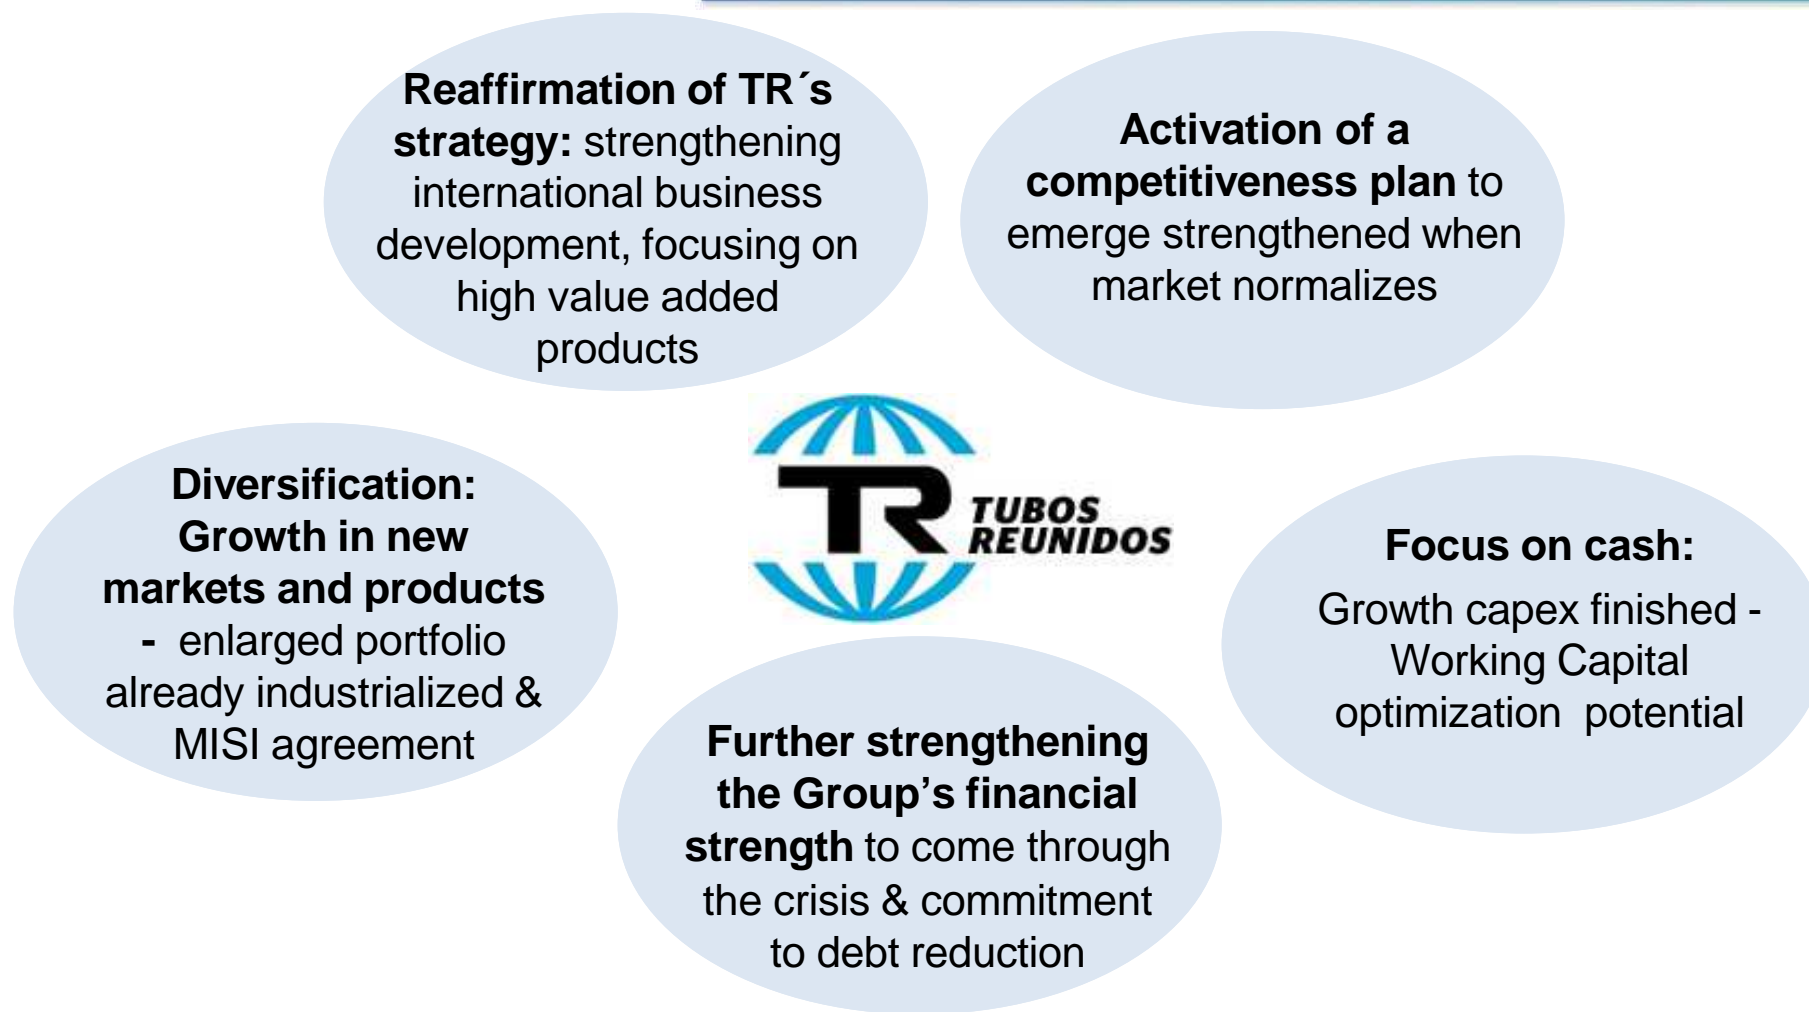 Reaffirmation of TR´s
strategy: strengthening
international business
development, focusing on
high value added
products
Activation of a
competitiveness plan to
emerge strengthened when
market normalizes
Diversification:
Growth in new
markets and products
- enlarged portfolio
already industrialized &
MISI agreement
TR TUBOS
REUNIDOS
Focus on cash:
Growth capex finished -
Working Capital
optimization potential
Further strengthening
the Group’s financial
strength to come through
the crisis & commitment
to debt reduction